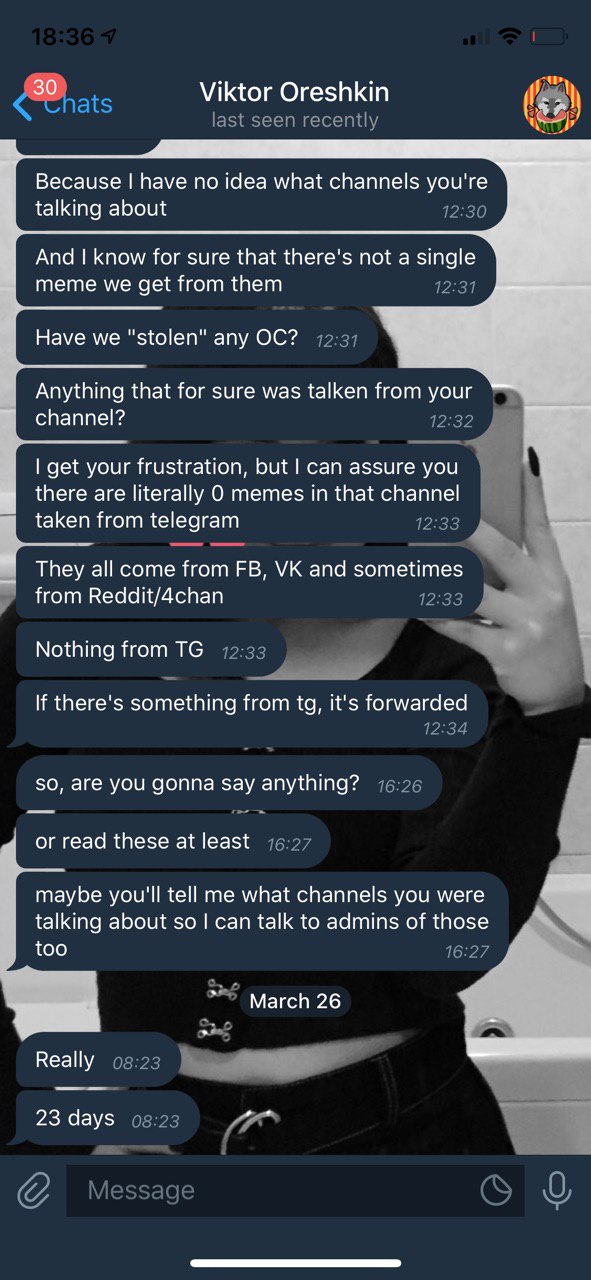 18:36
30
Chats
Viktor Oreshkin
last seen recently
Because I have no idea what channels you're
talking about
12:30
And I know for sure that there's not a single
meme we get from them
12:31
Have we "stolen" any OC? 12:31
Anything that for sure was talken from your
channel?
12:32
I get your frustration, but I can assure you
there are literally 0 memes in that channel
taken from telegram
12:33
They all come from FB, VK and sometimes
from Reddit/4chan
12:33
Nothing from TG 12:33
If there's something from tg, it's forwarded
12:34
so, are you gonna say anything? 16:26
or read these at least 16:27
maybe you'll tell me what channels you were
talking about so I can talk to admins of those
too
16:27
March 26
Really 08:23
23 days 08:23
Message